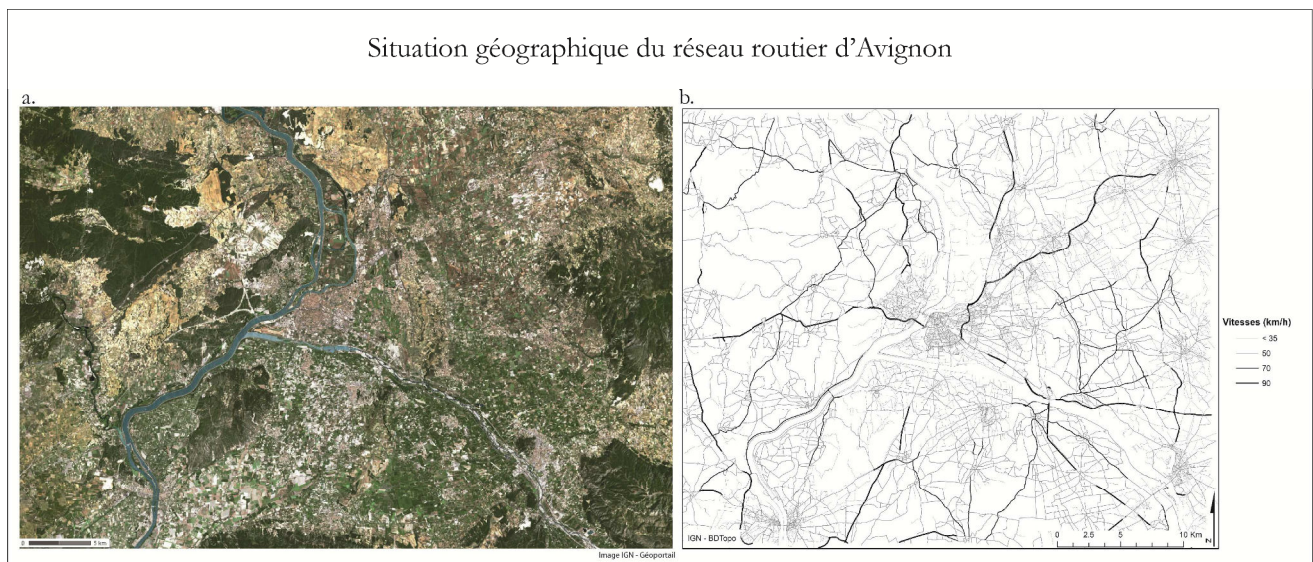 Situation géographique du réseau routier d'Avignon
a.
b.
0 5 km
Image IGN - Géoportail
IGN - BDTopo
0 2.5 5 10 Km
N
Vitesses (km/h)
< 35
50
70
90